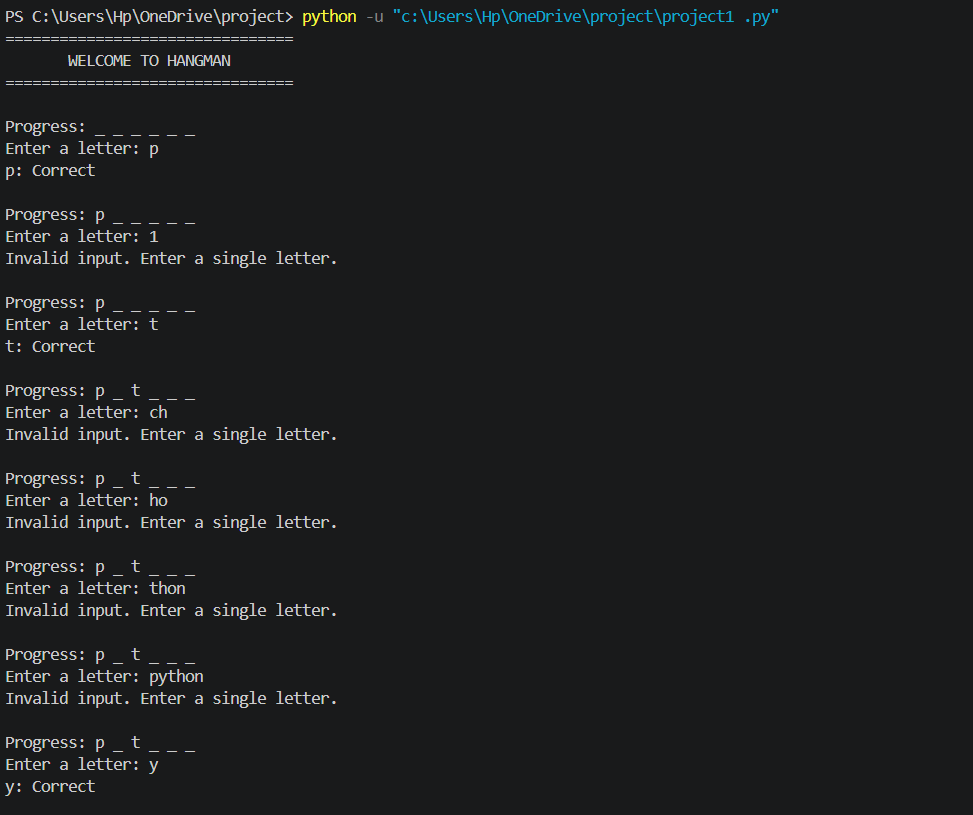 PS C:\Users\Hp\OneDrive\project> python -u "c:\Users\Hp\OneDrive\project\project1 .py"
================================
       WELCOME TO HANGMAN
================================

Progress: _ _ _ _ _ _
Enter a letter: p
p: Correct

Progress: p _ _ _ _ _
Enter a letter: 1
Invalid input. Enter a single letter.

Progress: p _ _ _ _ _
Enter a letter: t
t: Correct

Progress: p _ t _ _ _
Enter a letter: ch
Invalid input. Enter a single letter.

Progress: p _ t _ _ _
Enter a letter: ho
Invalid input. Enter a single letter.

Progress: p _ t _ _ _
Enter a letter: thon
Invalid input. Enter a single letter.

Progress: p _ t _ _ _
Enter a letter: python
Invalid input. Enter a single letter.

Progress: p _ t _ _ _
Enter a letter: y
y: Correct